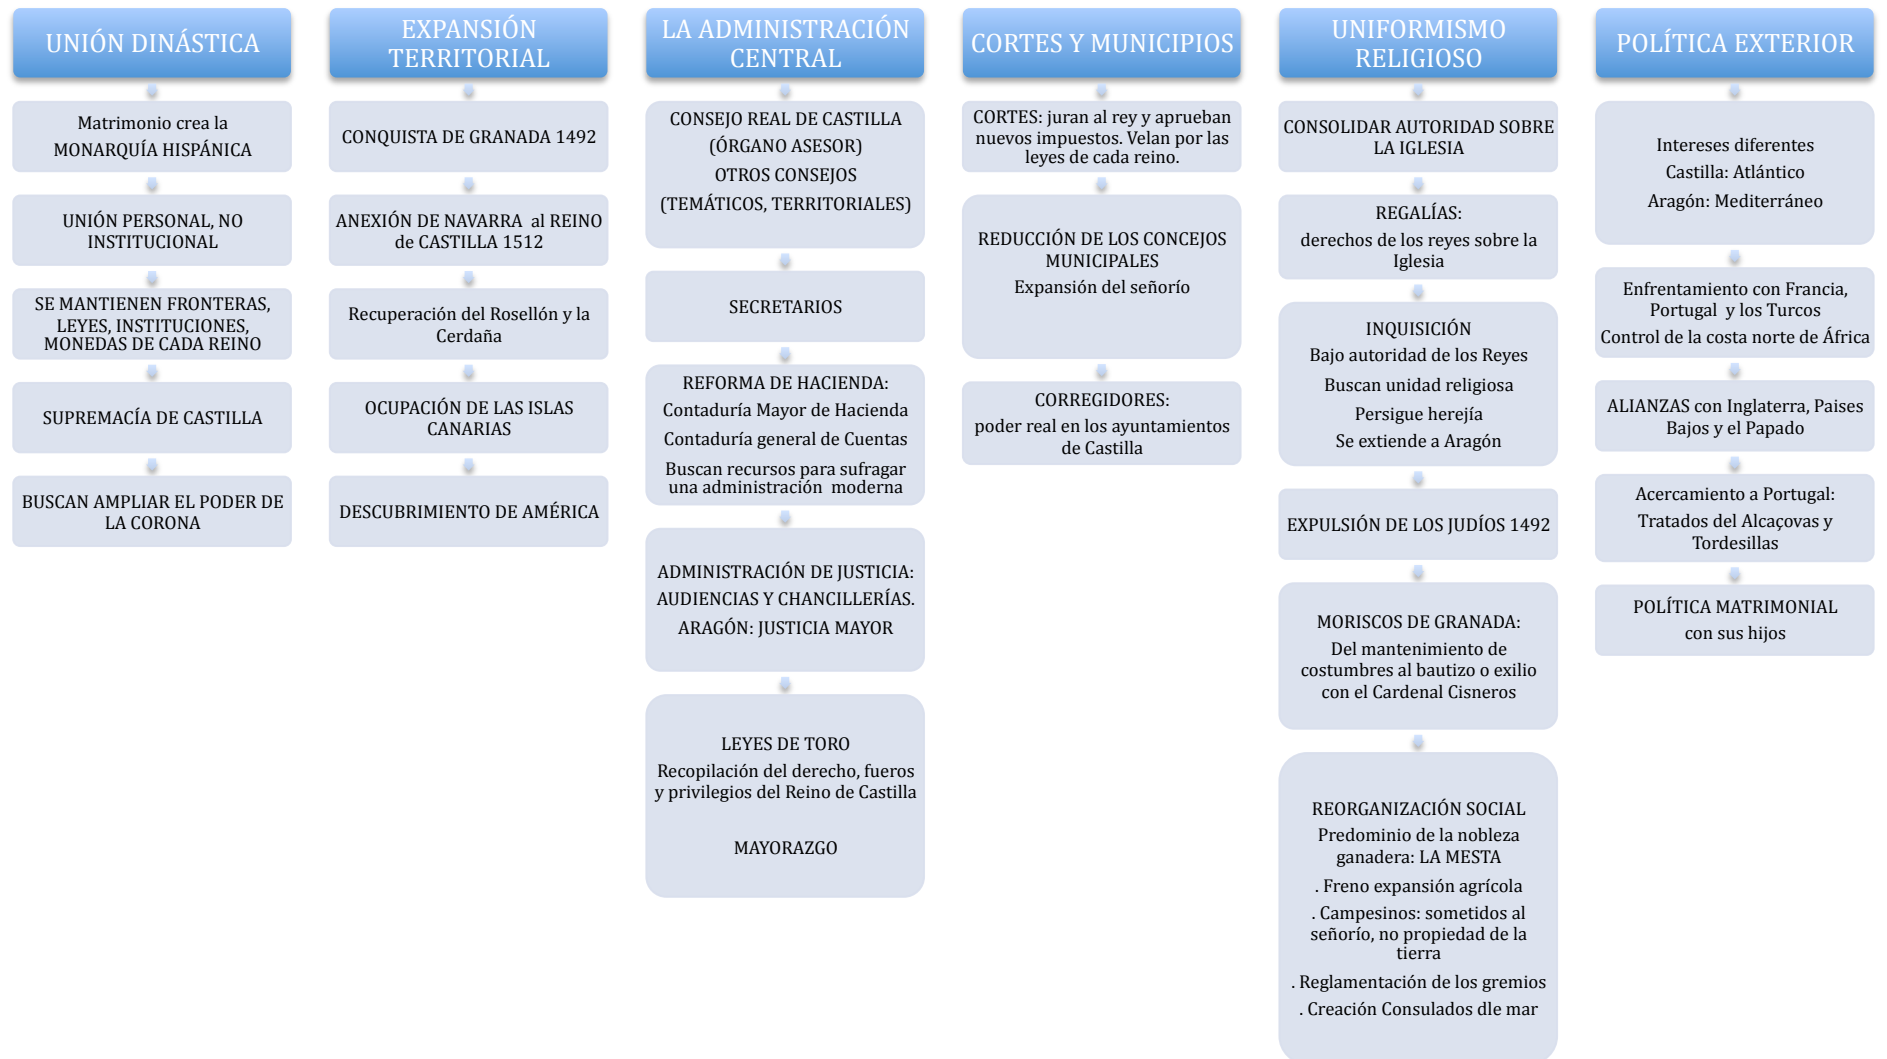 UNIÓN DINÁSTICA
Matrimonio crea la
MONARQUÍA HISPÁNICA
UNIÓN PERSONAL, NO
INSTITUCIONAL
SE MANTIENEN FRONTERAS,
LEYES, INSTITUCIONES,
MONEDAS DE CADA REINO
SUPREMACÍA DE CASTILLA
BUSCAN AMPLIAR EL PODER DE
LA CORONA
EXPANSIÓN
TERRITORIAL
CONQUISTA DE GRANADA 1492
ANEXIÓN DE NAVARRA al REINO
de CASTILLA 1512
Recuperación del Rosellón y la
Cerdaña
OCUPACIÓN DE LAS ISLAS
CANARIAS
DESCUBRIMIENTO DE AMÉRICA
LA ADMINISTRACIÓN
CENTRAL
CONSEJO REAL DE CASTILLA
(ÓRGANO ASESOR)
OTROS CONSEJOS
(TEMÁTICOS, TERRITORIALES)
SECRETARIOS
REFORMA DE HACIENDA:
Contaduría Mayor de Hacienda
Contaduría general de Cuentas
Buscan recursos para sufragar
una administración moderna
ADMINISTRACIÓN DE JUSTICIA:
AUDIENCIAS Y CHANCILLERÍAS.
ARAGÓN: JUSTICIA MAYOR
LEYES DE TORO
Recopilación del derecho, fueros
y privilegios del Reino de Castilla
MAYORAZGO
CORTES Y MUNICIPIOS
CORTES: juran al rey y aprueban
nuevos impuestos. Velan por las
leyes de cada reino.
REDUCCIÓN DE LOS CONCEJOS
MUNICIPALES
Expansión del señorío
CORREGIDORES:
poder real en los ayuntamientos
de Castilla
UNIFORMISMO
RELIGIOSO
CONSOLIDAR AUTORIDAD SOBRE
LA IGLESIA
REGALÍAS:
derechos de los reyes sobre la
Iglesia
INQUISICIÓN
Bajo autoridad de los Reyes
Buscan unidad religiosa
Persigue herejía
Se extiende a Aragón
EXPULSIÓN DE LOS JUDÍOS 1492
MORISCOS DE GRANADA:
Del mantenimiento de
costumbres al bautizo o exilio
con el Cardenal Cisneros
REORGANIZACIÓN SOCIAL
Predominio de la nobleza
ganadera: LA MESTA
. Freno expansión agrícola
. Campesinos: sometidos al
señorío, no propiedad de la
tierra
. Reglamentación de los gremios
. Creación Consulados dle mar
POLÍTICA EXTERIOR
Intereses diferentes
Castilla: Atlántico
Aragón: Mediterráneo
Enfrentamiento con Francia,
Portugal y los Turcos
Control de la costa norte de África
ALIANZAS con Inglaterra, Paises
Bajos y el Papado
Acercamiento a Portugal:
Tratados del Alcaçovas y
Tordesillas
POLÍTICA MATRIMONIAL
con sus hijos